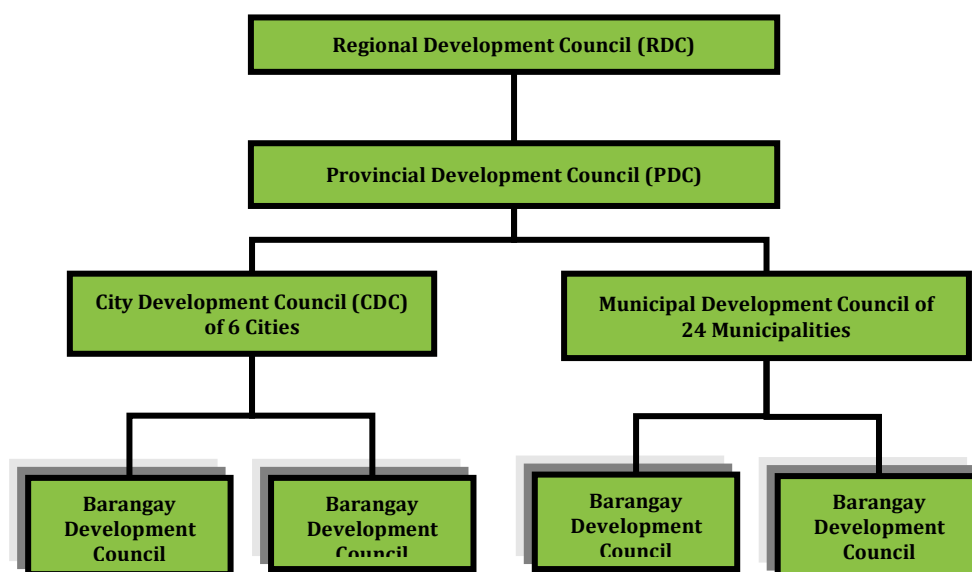 Regional Development Council (RDC)
Provincial Development Council (PDC)
City Development Council (CDC)
of 6 Cities
Municipal Development Council of
24 Municipalities
Barangay
Development
Council
Barangay
Development
Council
Barangay
Development
Council
Barangay
Development
Council